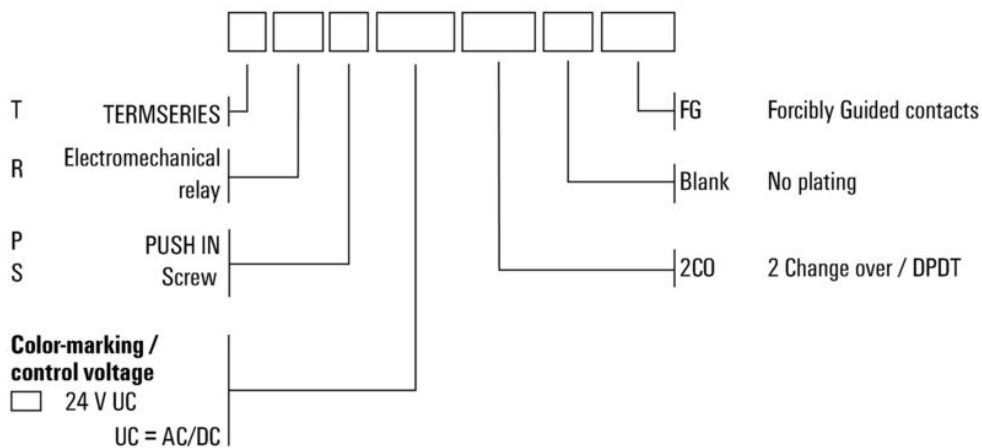 T TERMSERIES
R Electromechanical
relay
P PUSH IN
S Screw
Color-marking /
control voltage
24 V UC
UC = AC/DC
FG Forcibly Guided contacts
Blank No plating
2CO 2 Change over / DPDT